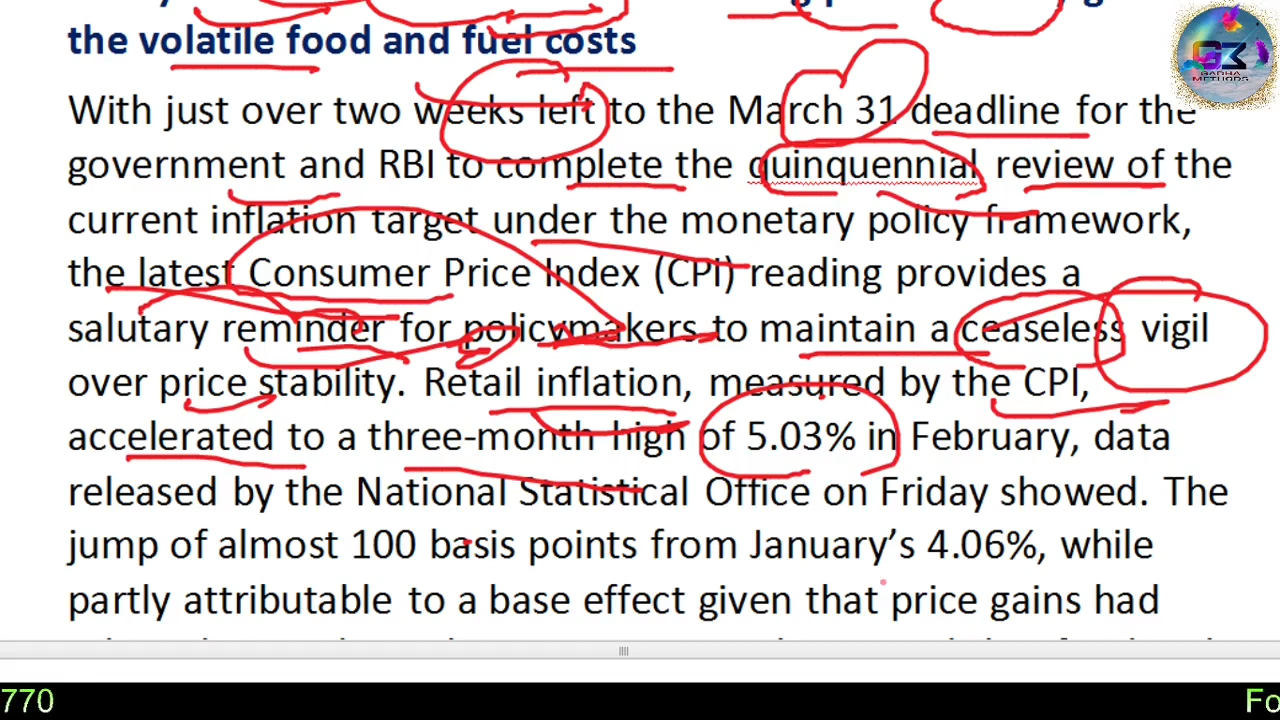 the volatile food and fuel costs
With just over two weeks left to the March 31 deadline for the
government and RBI to complete the quinquennial review of the
current inflation target under the monetary policy framework,
the latest Consumer Price Index (CPI) reading provides a
salutary reminder for policymakers to maintain a ceaseless vigil
over price stability. Retail inflation, measured by the CPI,
accelerated to a three-month high of 5.03% in February, data
released by the National Statistical Office on Friday showed. The
jump of almost 100 basis points from January’s 4.06%, while
partly attributable to a base effect given that price gains had
770
Fo
GARHA
METHODS